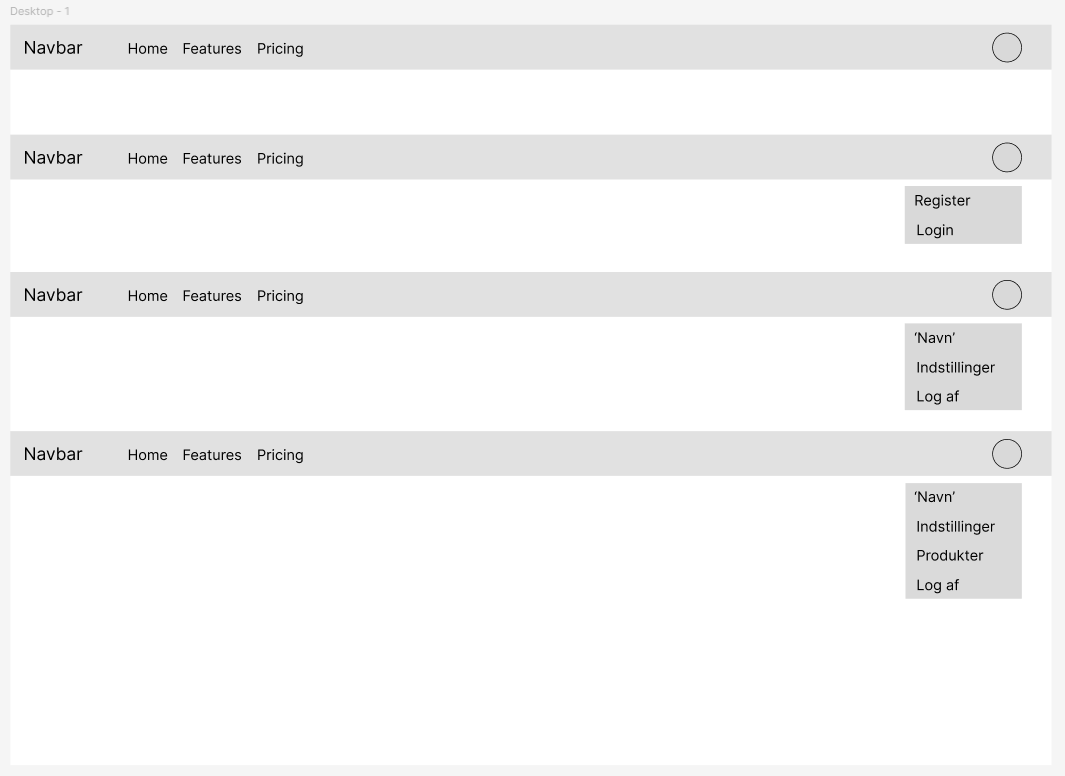 Desktop - 1
Navbar Home Features Pricing
Navbar Home Features Pricing
Register
Login
Navbar Home Features Pricing
‘Navn’
Indstillinger
Log af
Navbar Home Features Pricing
‘Navn’
Indstillinger
Produkter
Log af